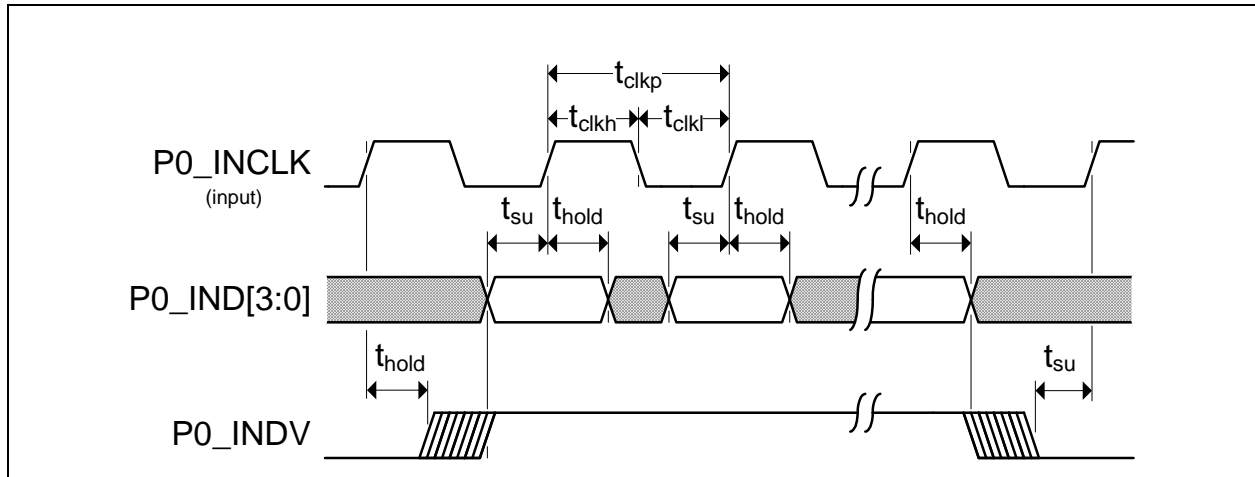 tclkp
tclkh tclkl
P0_INCLK
(input)
tsu thold tsu thold thold
P0_IND[3:0]
thold tsu
P0_INDV